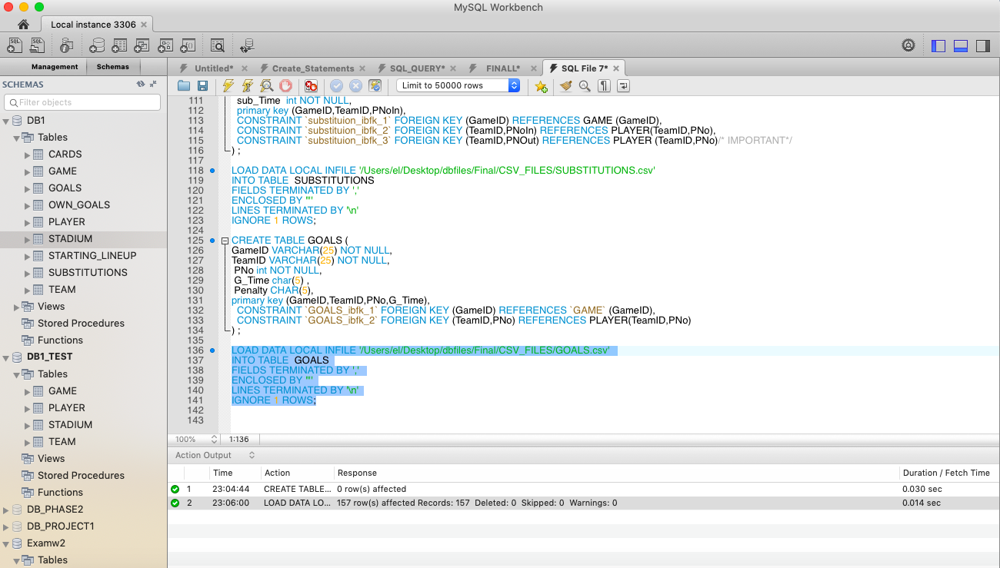 MySQL Workbench
Local instance 3306
Management Schemas
Untitled* Create_Statements SQL_QUERY* FINALL* SQL File 7*
SCHEMAS
Limit to 50000 rows
Filter objects
DB1
Tables
CARDS
GAME
GOALS
OWN_GOALS
PLAYER
STADIUM
STARTING_LINEUP
SUBSTITUTIONS
TEAM
Views
Stored Procedures
Functions
DB1_TEST
Tables
GAME
PLAYER
STADIUM
TEAM
Views
Stored Procedures
Functions
DB_PHASE2
DB_PROJECT1
Examw2
Tables
111 sub_Time int NOT NULL,
112 primary key (GameID,TeamID,PNoIn),
113 CONSTRAINT `substituion_ibfk_1` FOREIGN KEY (GameID) REFERENCES GAME (GameID),
114 CONSTRAINT `substituion_ibfk_2` FOREIGN KEY (TeamID,PNoIn) REFERENCES PLAYER(TeamID,PNo),
115 CONSTRAINT `substituion_ibfk_3` FOREIGN KEY (TeamID,PNOut) REFERENCES PLAYER (TeamID,PNo)/* IMPORTANT*/
116 ) ;
117
118 LOAD DATA LOCAL INFILE '/Users/el/Desktop/dbfiles/Final/CSV_FILES/SUBSTITUTIONS.csv'
119 INTO TABLE SUBSTITUTIONS
120 FIELDS TERMINATED BY ','
121 ENCLOSED BY '"'
122 LINES TERMINATED BY '\n'
123 IGNORE 1 ROWS;
124
125 CREATE TABLE GOALS (
126 GameID VARCHAR(25) NOT NULL,
127 TeamID VARCHAR(25) NOT NULL,
128 PNo int NOT NULL,
129 G_Time char(5) ,
130 Penalty CHAR(5),
131 primary key (GameID,TeamID,PNo,G_Time),
132 CONSTRAINT `GOALS_ibfk_1` FOREIGN KEY (GameID) REFERENCES `GAME` (GameID),
133 CONSTRAINT `GOALS_ibfk_2` FOREIGN KEY (TeamID,PNo) REFERENCES PLAYER(TeamID,PNo)
134 ) ;
135
136 LOAD DATA LOCAL INFILE '/Users/el/Desktop/dbfiles/Final/CSV_FILES/GOALS.csv'
137 INTO TABLE GOALS
138 FIELDS TERMINATED BY ','
139 ENCLOSED BY '"'
140 LINES TERMINATED BY '\n'
141 IGNORE 1 ROWS;
142
143
100% 1:136
Action Output
Time Action Response Duration / Fetch Time
1 23:04:44 CREATE TABLE... 0 row(s) affected 0.030 sec
2 23:06:00 LOAD DATA LO... 157 row(s) affected Records: 157 Deleted: 0 Skipped: 0 Warnings: 0 0.014 sec